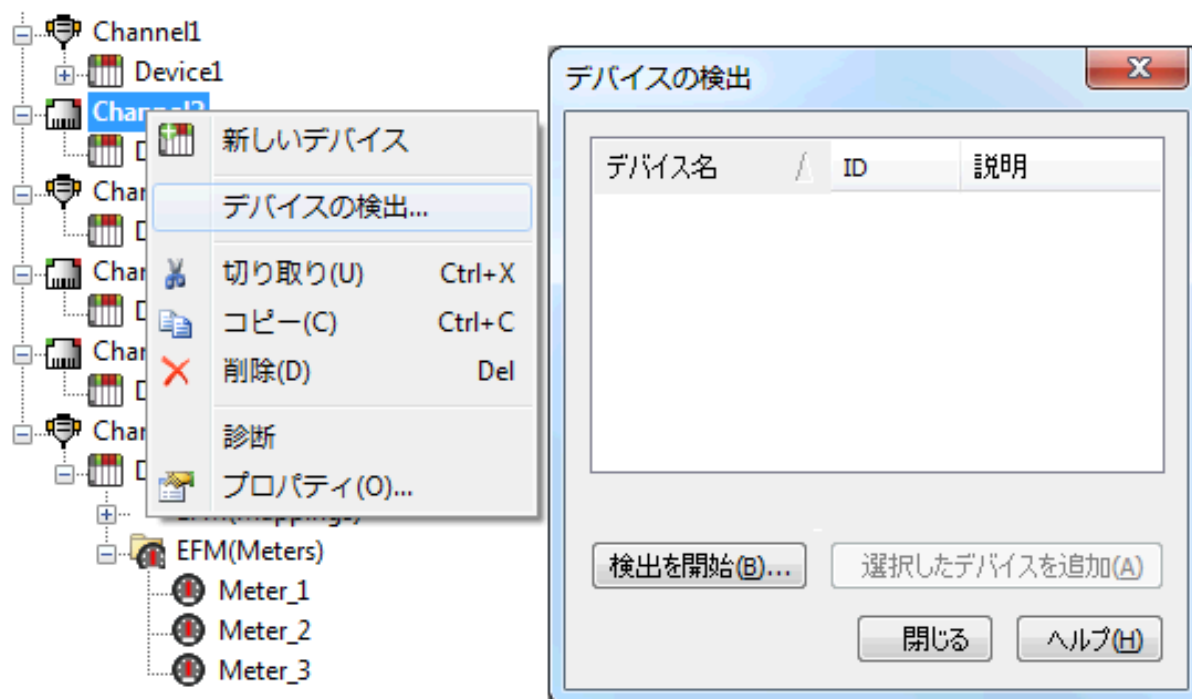 Channel1
Device1
新しいデバイス
デバイスの検出...
切り取り(U) Ctrl+X
コピー(C) Ctrl+C
削除(D) Del
診断
プロパティ(O)...
EFM(Meters)
Meter_1
Meter_2
Meter_3
デバイスの検出
デバイス名 ID 説明
検出を開始(B)... 選択したデバイスを追加(A)
閉じる ヘルプ(H)